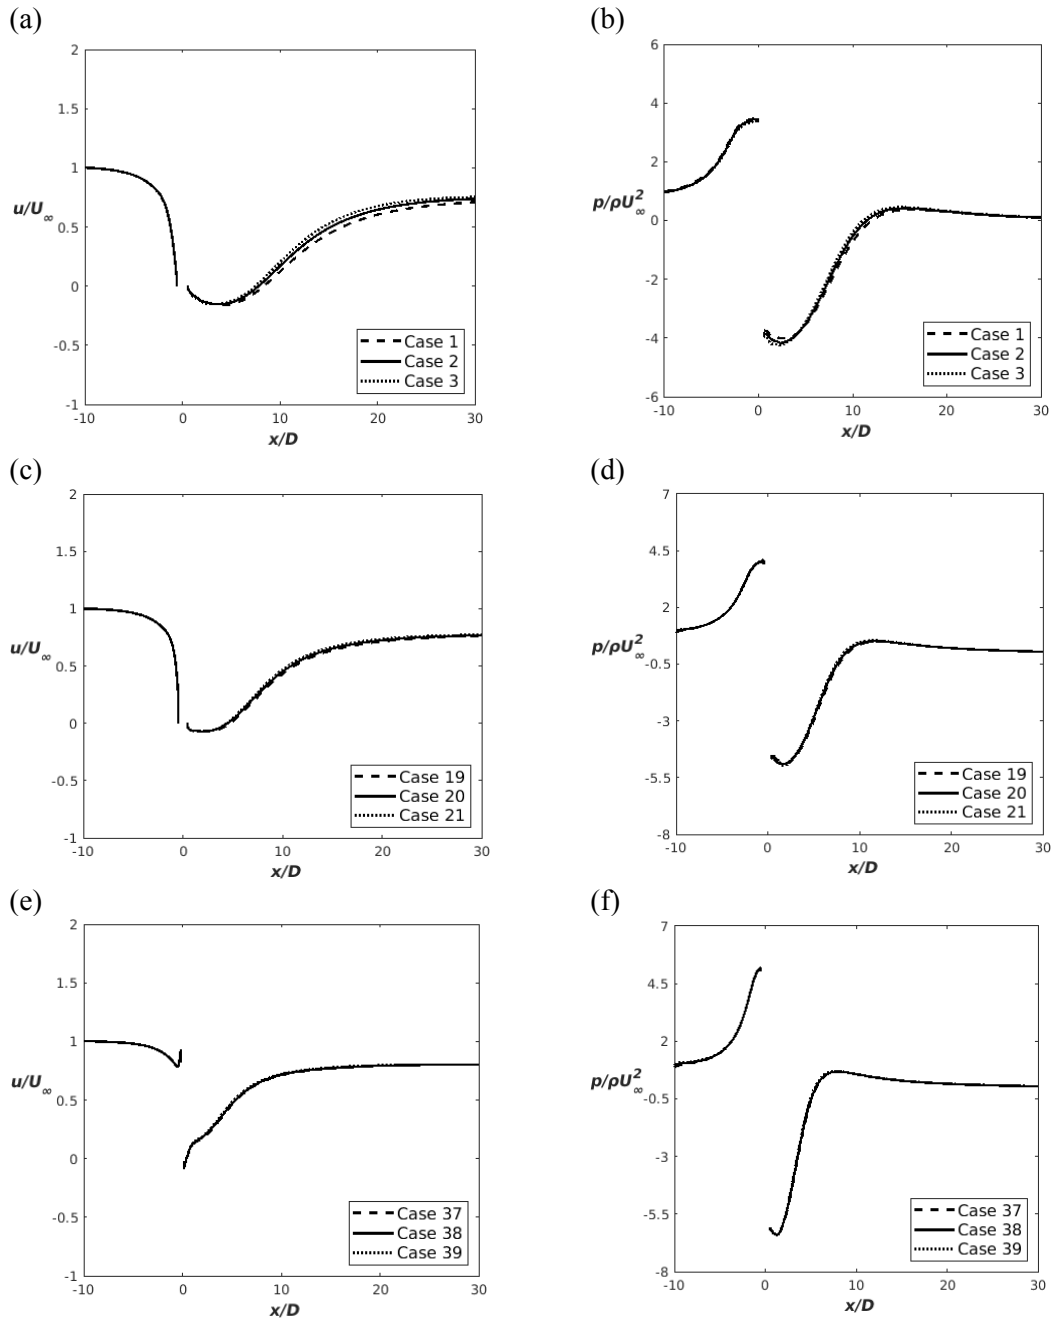 (a)
2
1.5
1
u/U∞
0.5
0
-0.5
-1
Case 1
Case 2
Case 3
-10 0 10 20 30
x/D
(b)
6
4
2
p/ρU²∞
0
-2
-4
-6
Case 1
Case 2
Case 3
-10 0 10 20 30
x/D
(c)
2
1.5
1
u/U∞
0.5
0
-0.5
-1
Case 19
Case 20
Case 21
-10 0 10 20 30
x/D
(d)
7
4.5
2
p/ρU²∞
-0.5
-3
-5.5
-8
Case 19
Case 20
Case 21
-10 0 10 20 30
x/D
(e)
2
1.5
1
u/U∞
0.5
0
-0.5
-1
Case 37
Case 38
Case 39
-10 0 10 20 30
x/D
(f)
7
4.5
2
p/ρU²∞
-0.5
-3
-5.5
-8
Case 37
Case 38
Case 39
-10 0 10 20 30
x/D